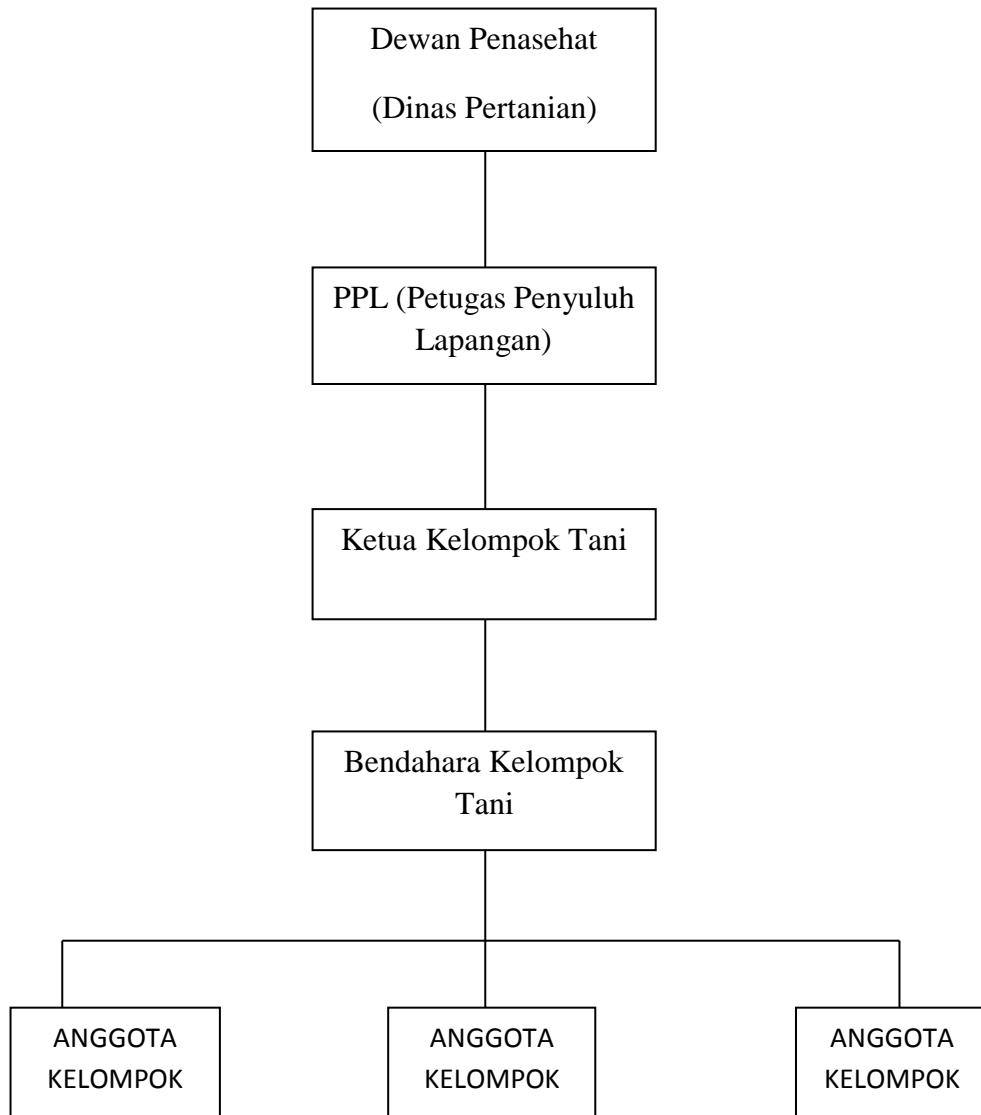 Dewan Penasehat
(Dinas Pertanian)
PPL (Petugas Penyuluh
Lapangan)
Ketua Kelompok Tani
Bendahara Kelompok
Tani
ANGGOTA
KELOMPOK
ANGGOTA
KELOMPOK
ANGGOTA
KELOMPOK